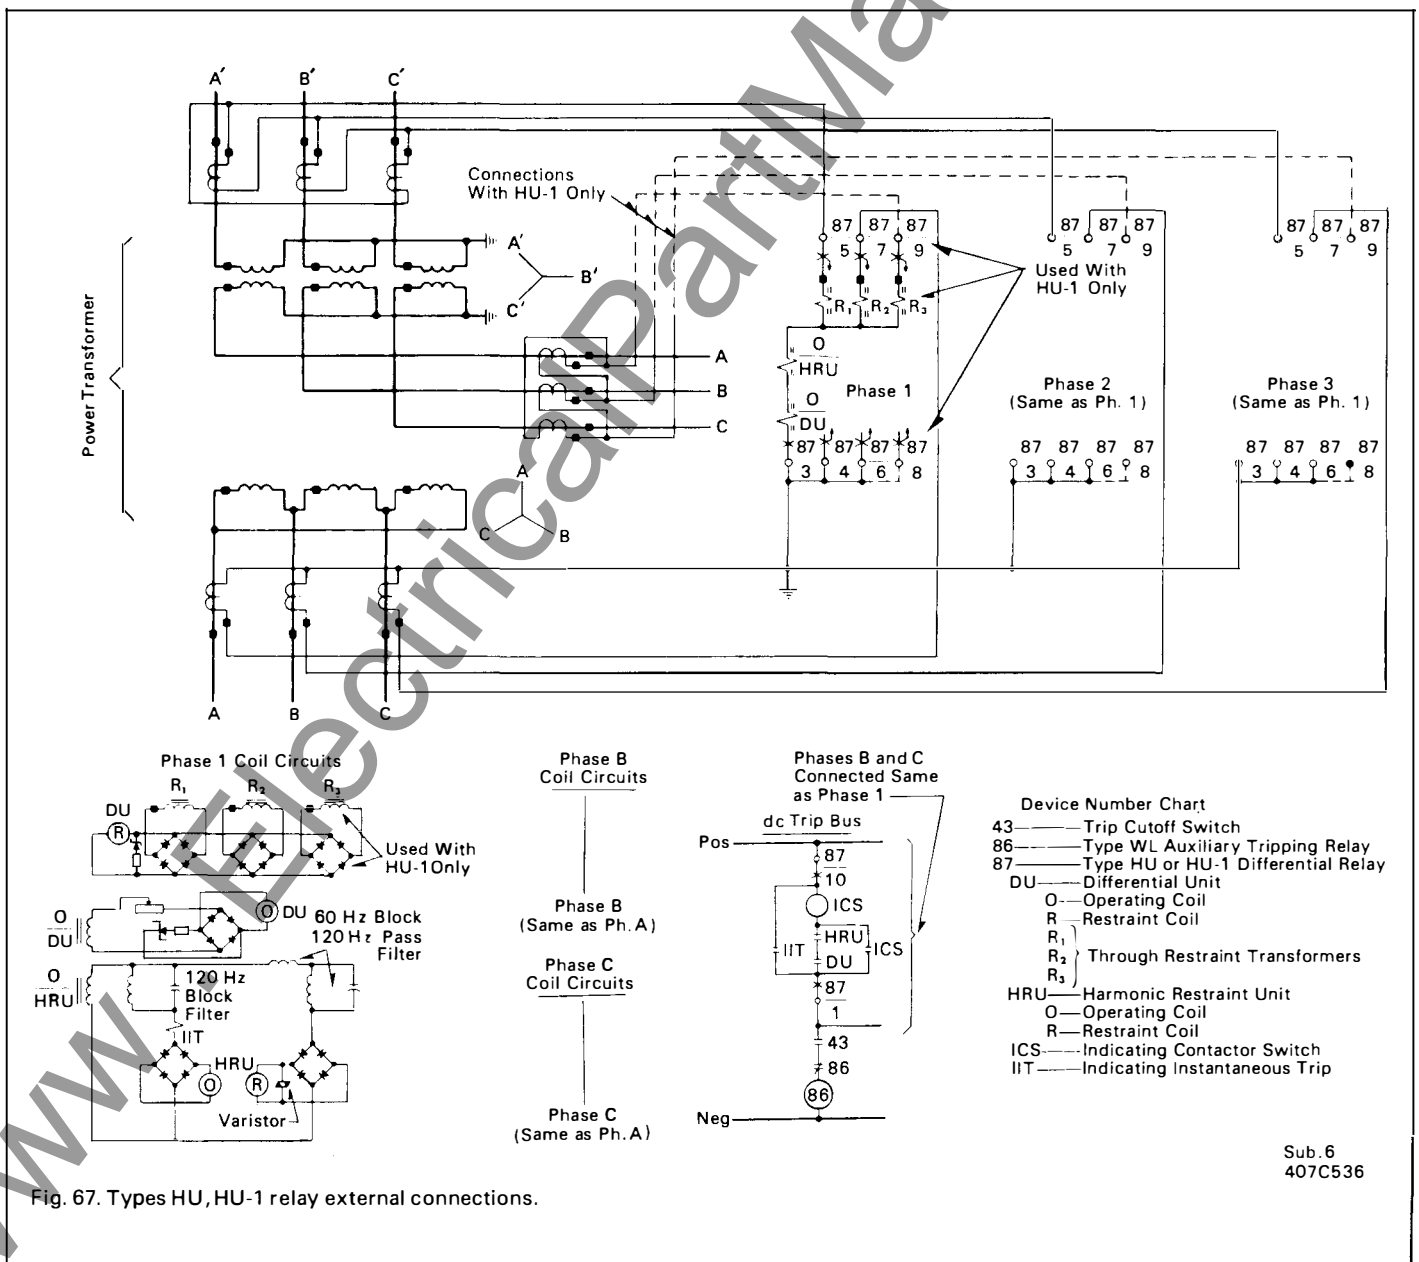 A' B' C'
Connections
With HU-1 Only
87 87 87
5 7 9
87 87 87
5 7 9
87 87 87
5 7 9
Used With
HU-1 Only
A'
B'
C'
R1 R2 R3
Power Transformer
O
HRU
O
DU
A
B
C
Phase 1
Phase 2
(Same as Ph. 1)
Phase 3
(Same as Ph. 1)
87 87 87 87
3 4 6 8
87 87 87 87
3 4 6 8
87 87 87 87
3 4 6 8
A
C B
A B C
Phase 1 Coil Circuits
R1 R2 R3
DU
R
Used With
HU-1 Only
O
DU
O DU
60 Hz Block
120 Hz Pass
Filter
O
HRU
120 Hz
Block
Filter
IIT
HRU
O R
Varistor
Phase B
Coil Circuits
Phase B
(Same as Ph. A)
Phase C
Coil Circuits
Phase C
(Same as Ph. A)
Phases B and C
Connected Same
as Phase 1
dc Trip Bus
Pos
87
10
ICS
IIT HRU ICS
DU
87
1
43
86
86
Neg
Device Number Chart
43 Trip Cutoff Switch
86 Type WL Auxiliary Tripping Relay
87 Type HU or HU-1 Differential Relay
DU Differential Unit
O Operating Coil
R Restraint Coil
R1
R2 Through Restraint Transformers
R3
HRU Harmonic Restraint Unit
O Operating Coil
R Restraint Coil
ICS Indicating Contactor Switch
IIT Indicating Instantaneous Trip
Sub. 6
407C536
Fig. 67. Types HU, HU-1 relay external connections.
www.ElectricalPartMa